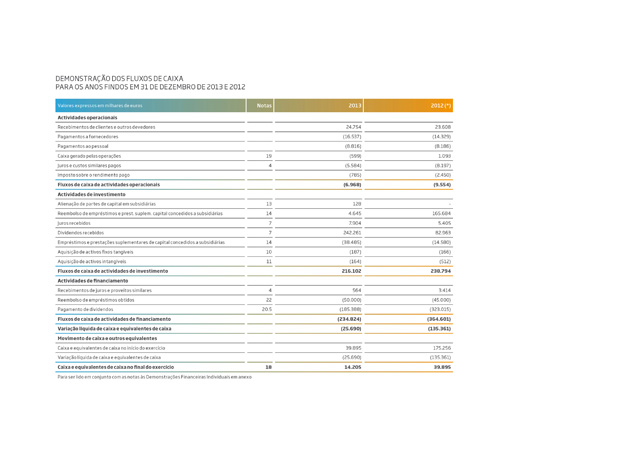 DEMONSTRAÇÃO DOS FLUXOS DE CAIXA
PARA OS ANOS FINDOS EM 31 DE DEZEMBRO DE 2013 E 2012
Valores expressos em milhares de euros Notas 2013 2012 (*)
Actividades operacionais
Recebimentos de clientes e outros devedores 24.754 23.608
Pagamentos a fornecedores (16.537) (14.329)
Pagamentos ao pessoal (8.816) (8.186)
Caixa gerada pelas operações 19 (599) 1.093
Juros e custos similares pagos 4 (5.584) (8.197)
Imposto sobre o rendimento pago (785) (2.450)
Fluxos de caixa de actividades operacionais (6.968) (9.554)
Actividades de investimento
Alienação de partes de capital em subsidiárias 13 128 -
Reembolso de empréstimos e prest. suplem. capital concedidos a subsidiárias 14 4.645 165.684
Juros recebidos 7 7.904 5.405
Dividendos recebidos 7 242.261 82.963
Empréstimos e prestações suplementares de capital concedidos a subsidiárias 14 (38.485) (14.580)
Aquisição de activos fixos tangíveis 10 (187) (166)
Aquisição de activos intangíveis 11 (164) (512)
Fluxos de caixa de actividades de investimento 216.102 238.794
Actividades de financiamento
Recebimentos de juros e proveitos similares 4 564 3.414
Reembolso de empréstimos obtidos 22 (50.000) (45.000)
Pagamento de dividendos 20.5 (185.388) (323.015)
Fluxos de caixa de actividades de financiamento (234.824) (364.601)
Variação líquida de caixa e equivalentes de caixa (25.690) (135.361)
Movimento de caixa e outros equivalentes
Caixa e equivalentes de caixa no início do exercício 39.895 175.256
Variação líquida de caixa e equivalentes de caixa (25.690) (135.361)
Caixa e equivalentes de caixa no final do exercício 18 14.205 39.895
Para ser lido em conjunto com as notas às Demonstrações Financeiras Individuais em anexo